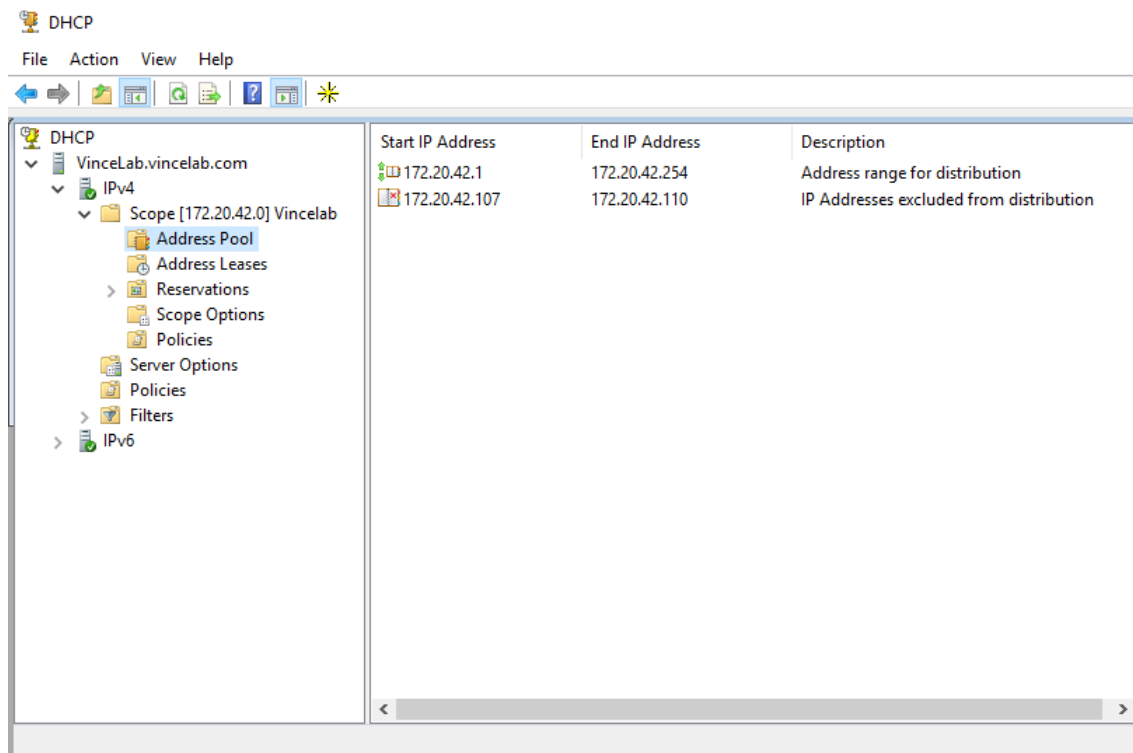 DHCP
File Action View Help
DHCP
VinceLab.vincelab.com
IPv4
Scope [172.20.42.0] Vincelab
Address Pool
Address Leases
Reservations
Scope Options
Policies
Server Options
Policies
Filters
IPv6
Start IP Address End IP Address Description
172.20.42.1 172.20.42.254 Address range for distribution
172.20.42.107 172.20.42.110 IP Addresses excluded from distribution